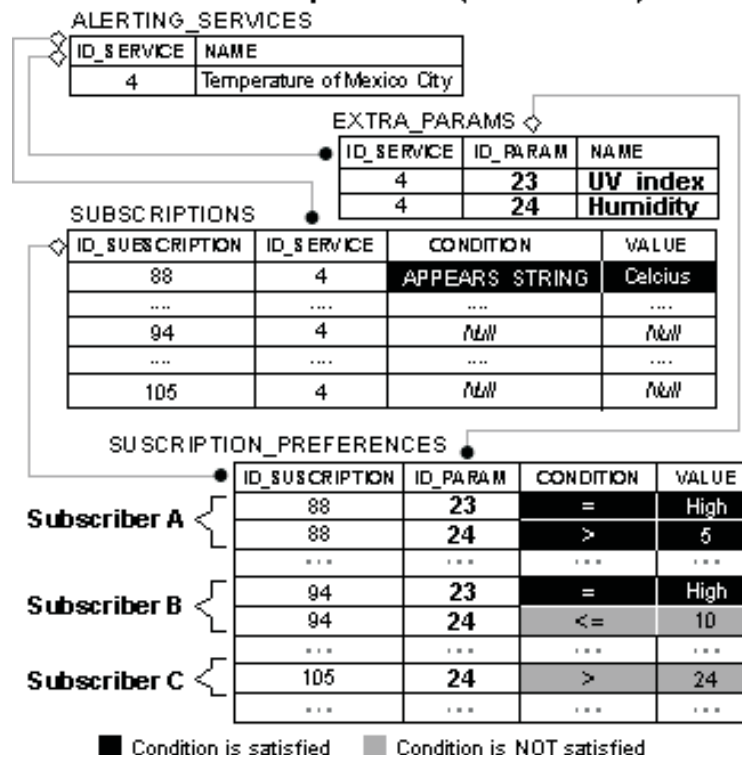 ALERTING_SERVICES
ID_SERVICE NAME
4 Temperature of Mexico City
EXTRA_PARAMS
ID_SERVICE ID_PARAM NAME
4 23 UV index
4 24 Humidity
SUBSCRIPTIONS
ID_SUBSCRIPTION ID_SERVICE CONDITION VALUE
88 4 APPEARS STRING Celcius
.... .... .... ....
94 4 Null Null
.... .... .... ....
105 4 Null Null
SUSCRIPTION_PREFERENCES
ID_SUSCRIPTION ID_PARAM CONDITION VALUE
Subscriber A
88 23 = High
88 24 > 5
... ... ... ...
Subscriber B
94 23 = High
94 24 <= 10
... ... ... ...
Subscriber C
105 24 > 24
... ... ... ...
Condition is satisfied Condition is NOT satisfied